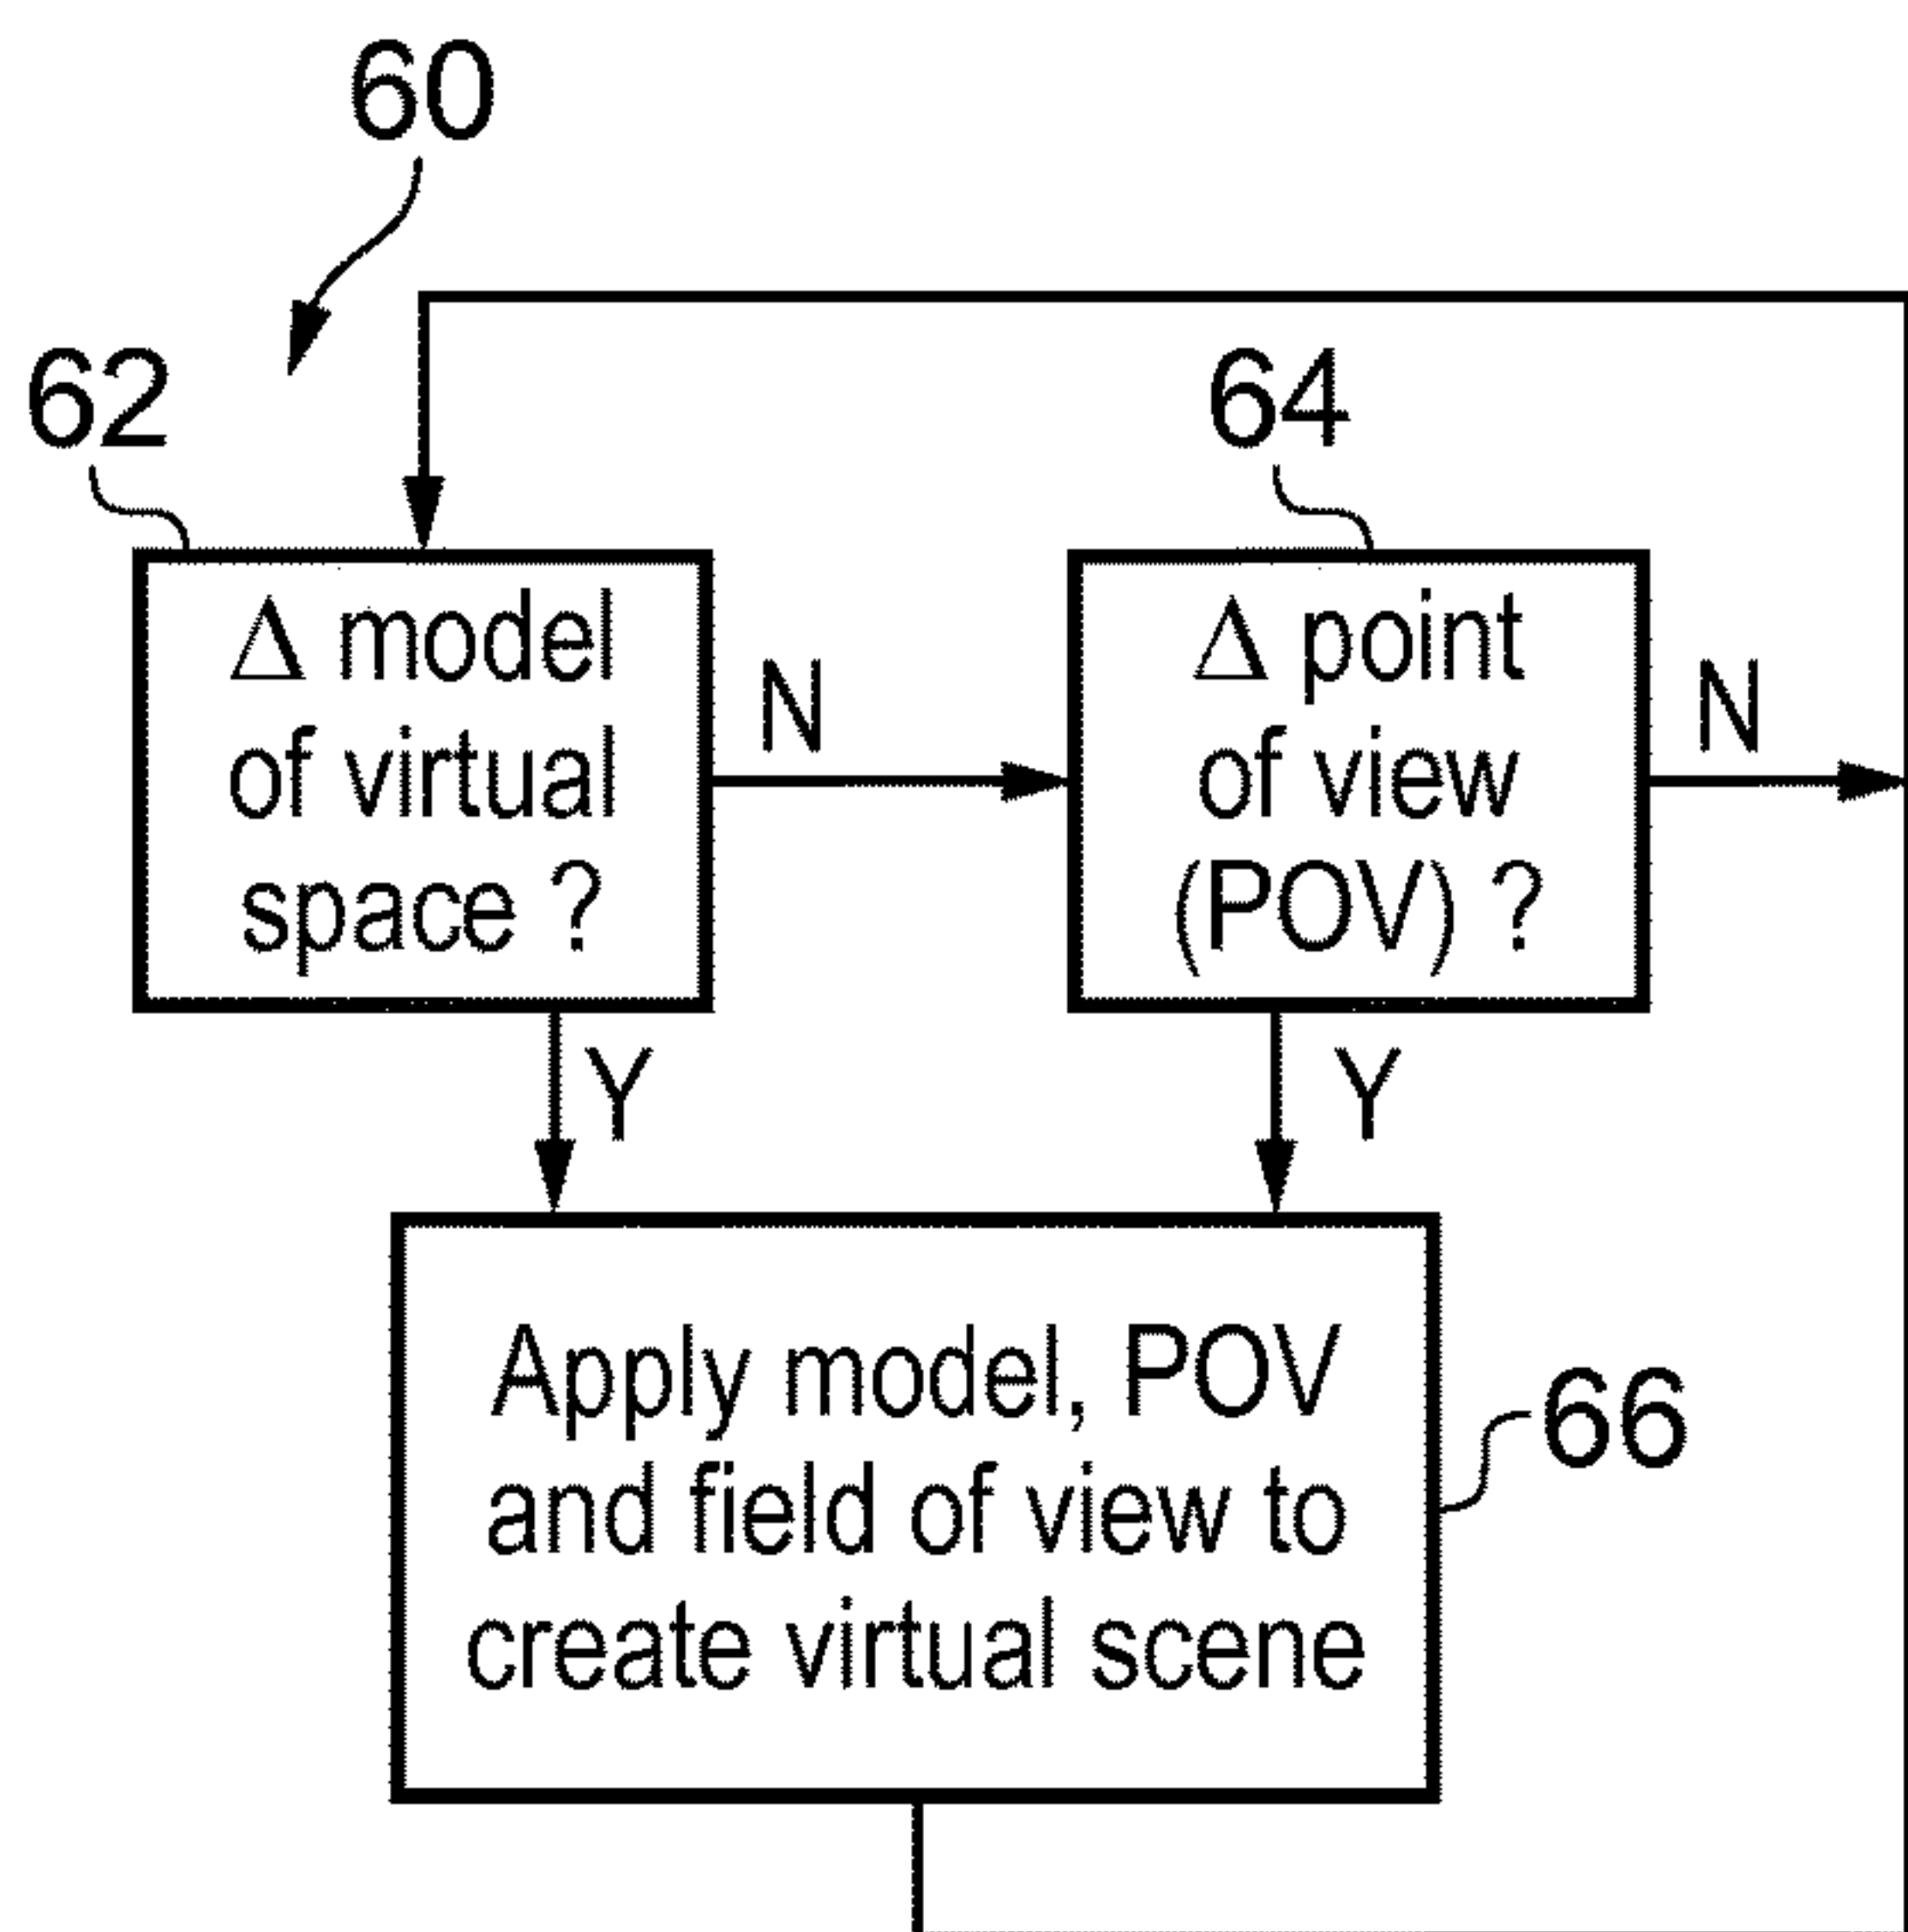 60
62
64
Δ model
of virtual
space ?
N
Δ point
of view
(POV) ?
N
Y
Y
Apply model, POV
and field of view to
create virtual scene
66